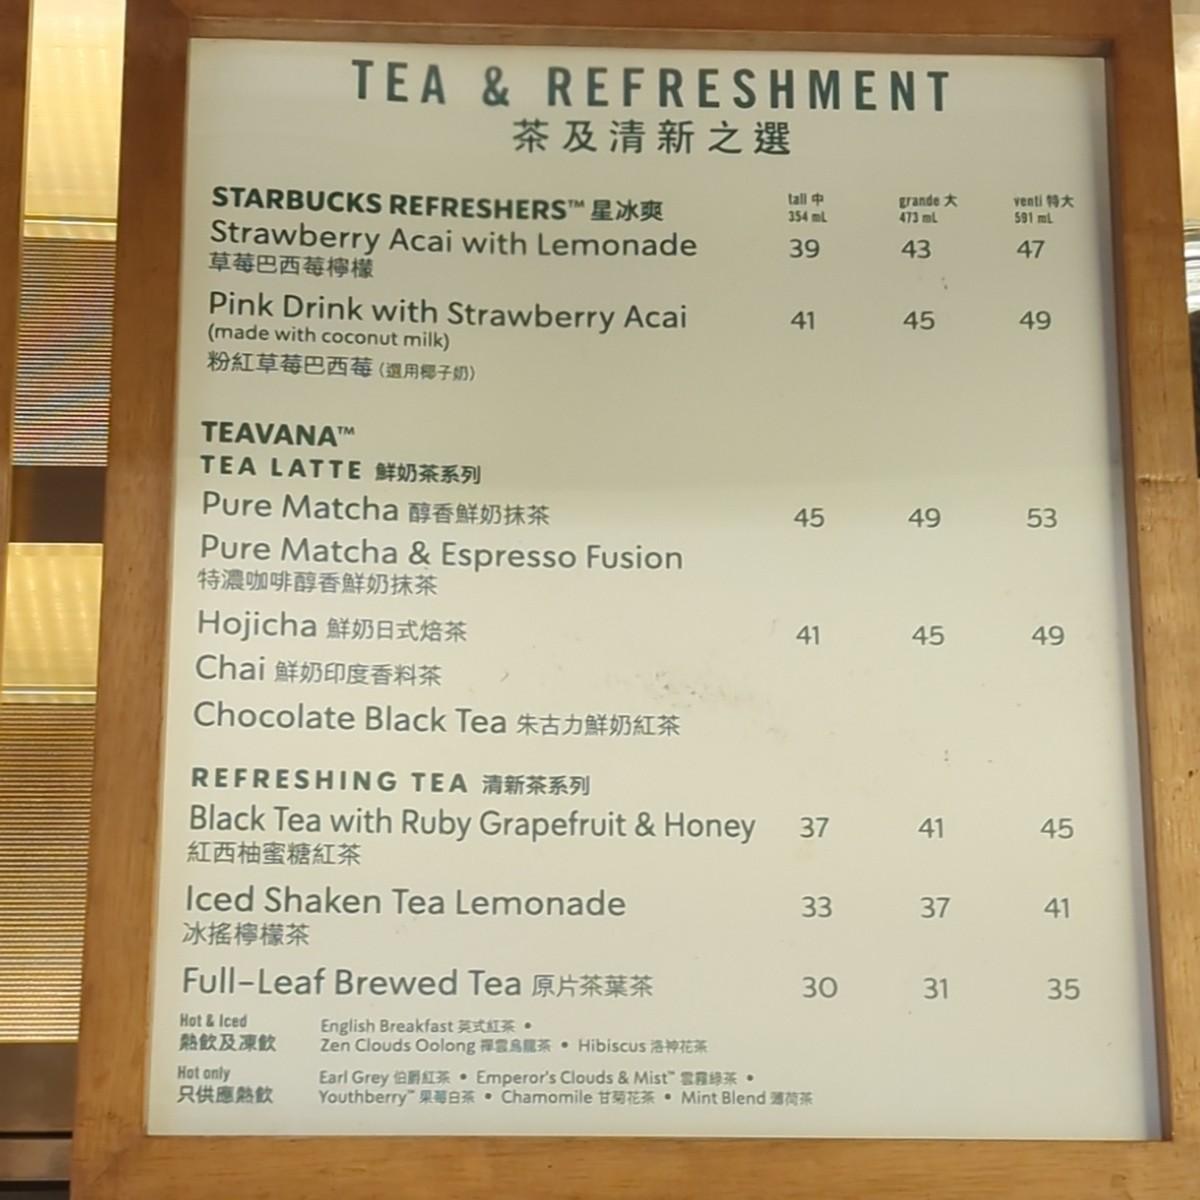 TEA & REFRESHMENT
茶及清新之選
STARBUCKS REFRESHERS™ 星冰爽 tall 中 grande 大 venti 特大
354 mL 473 mL 591 mL
Strawberry Acai with Lemonade 39 43 47
草莓巴西莓檸檬
Pink Drink with Strawberry Acai 41 45 49
(made with coconut milk)
粉紅草莓巴西莓 (選用椰子奶)
TEAVANA™
TEA LATTE 鮮奶茶系列
Pure Matcha 醇香鮮奶抹茶 45 49 53
Pure Matcha & Espresso Fusion
特濃咖啡醇香鮮奶抹茶
Hojicha 鮮奶日式焙茶 41 45 49
Chai 鮮奶印度香料茶
Chocolate Black Tea 朱古力鮮奶紅茶
REFRESHING TEA 清新茶系列
Black Tea with Ruby Grapefruit & Honey 37 41 45
紅西柚蜜糖紅茶
Iced Shaken Tea Lemonade 33 37 41
冰搖檸檬茶
Full-Leaf Brewed Tea 原片茶葉茶 30 31 35
Hot & Iced English Breakfast 英式紅茶 •
熱飲及凍飲 Zen Clouds Oolong 禪雲烏龍茶 • Hibiscus 洛神花茶
Hot only Earl Grey 伯爵紅茶 • Emperor's Clouds & Mist™ 雲霧綠茶 •
只供應熱飲 Youthberry™ 果莓白茶 • Chamomile 甘菊花茶 • Mint Blend 薄荷茶